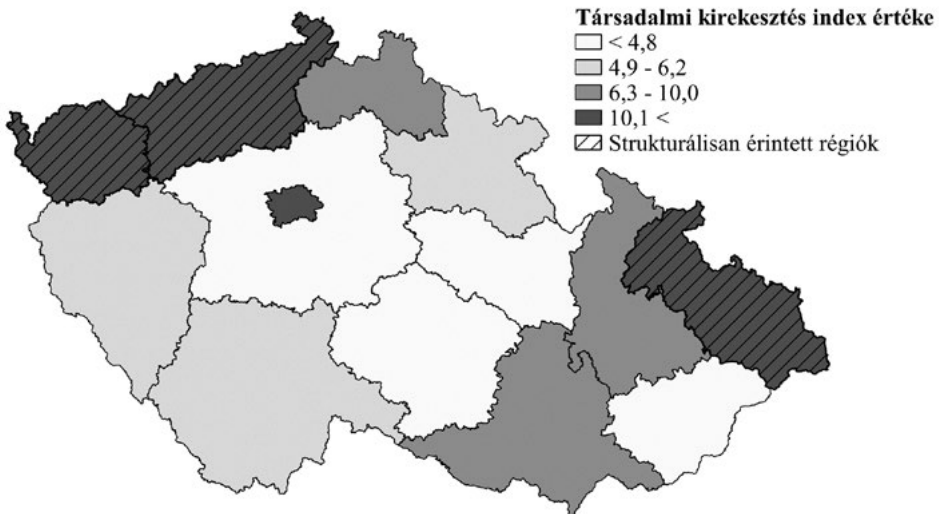 Társadalmi kirekesztés index értéke
< 4,8
4,9 - 6,2
6,3 - 10,0
10,1 <
Strukturálisan érintett régiók